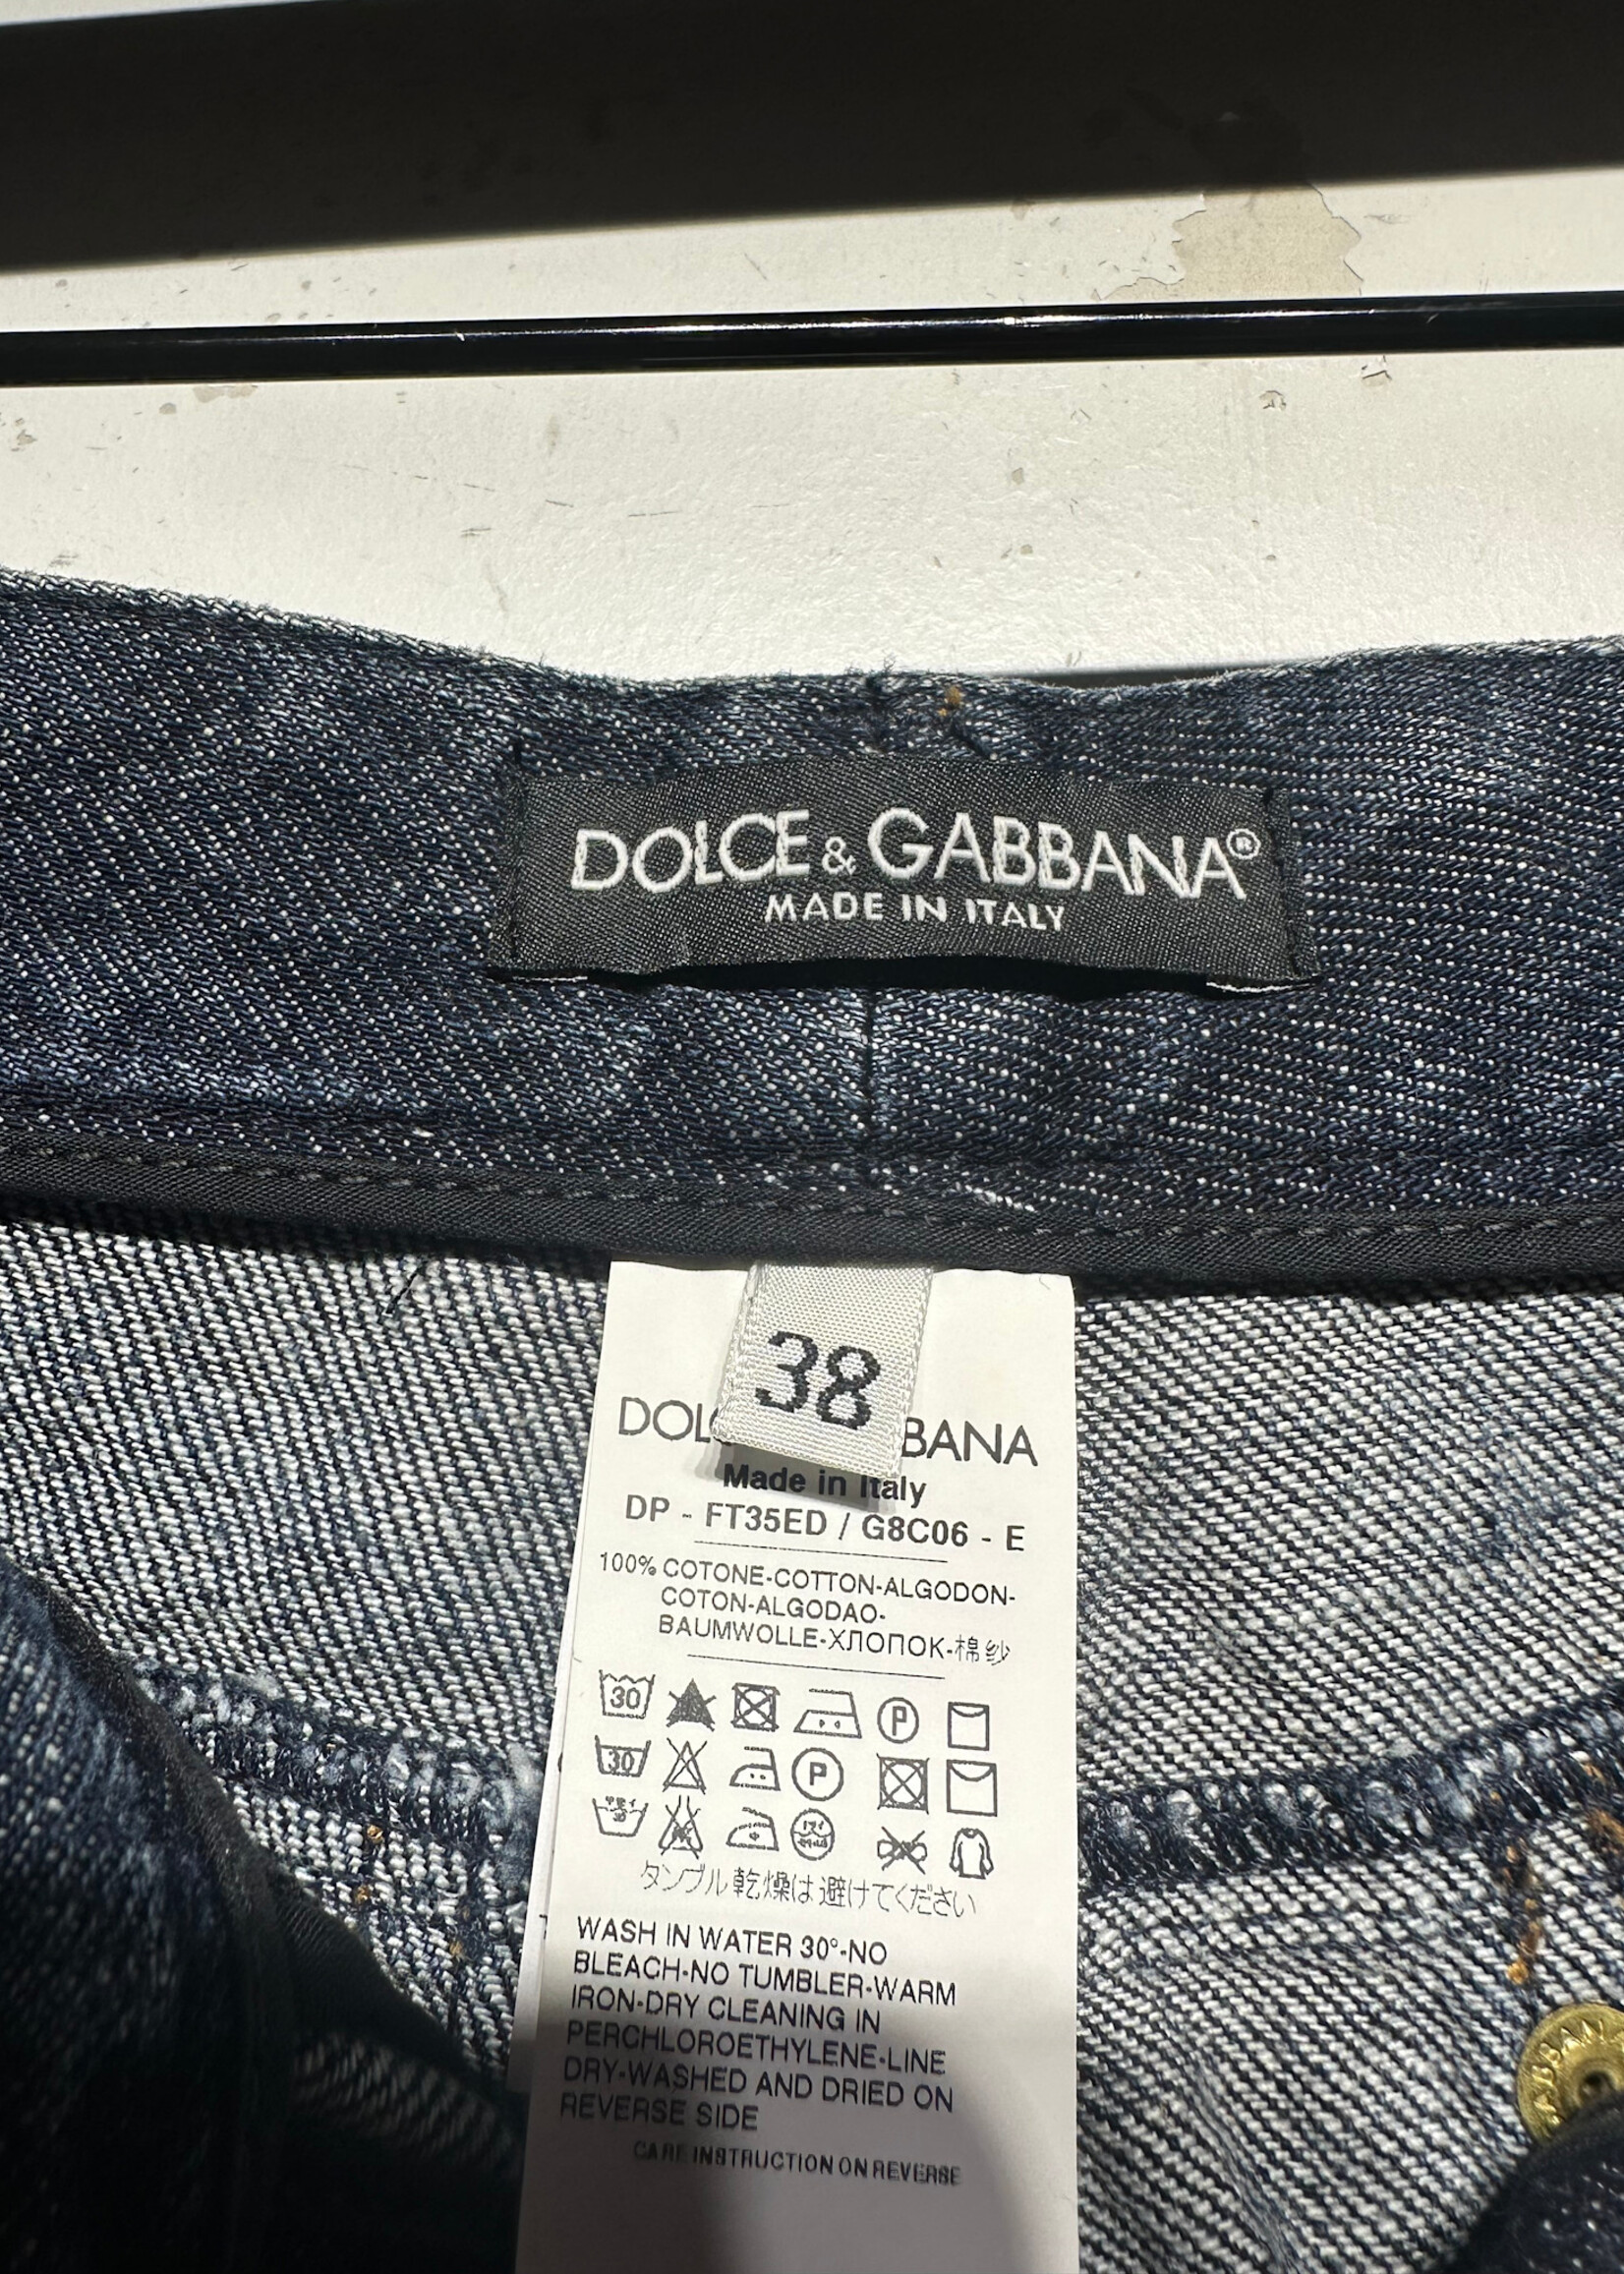 DOLCE & GABBANA®
MADE IN ITALY
38
DOL BANA
Made in Italy
DP - FT35ED / G8C06 - E
100% COTONE-COTTON-ALGODON-
COTON-ALGODAO-
BAUMWOLLE-ХЛОПОК-棉纱
30
P
30
P
30
タンブル乾燥は避けてください
WASH IN WATER 30°-NO
BLEACH-NO TUMBLER-WARM
IRON-DRY CLEANING IN
PERCHLOROETHYLENE-LINE
DRY-WASHED AND DRIED ON
REVERSE SIDE
CARE INSTRUCTION ON REVERSE
GABBAN